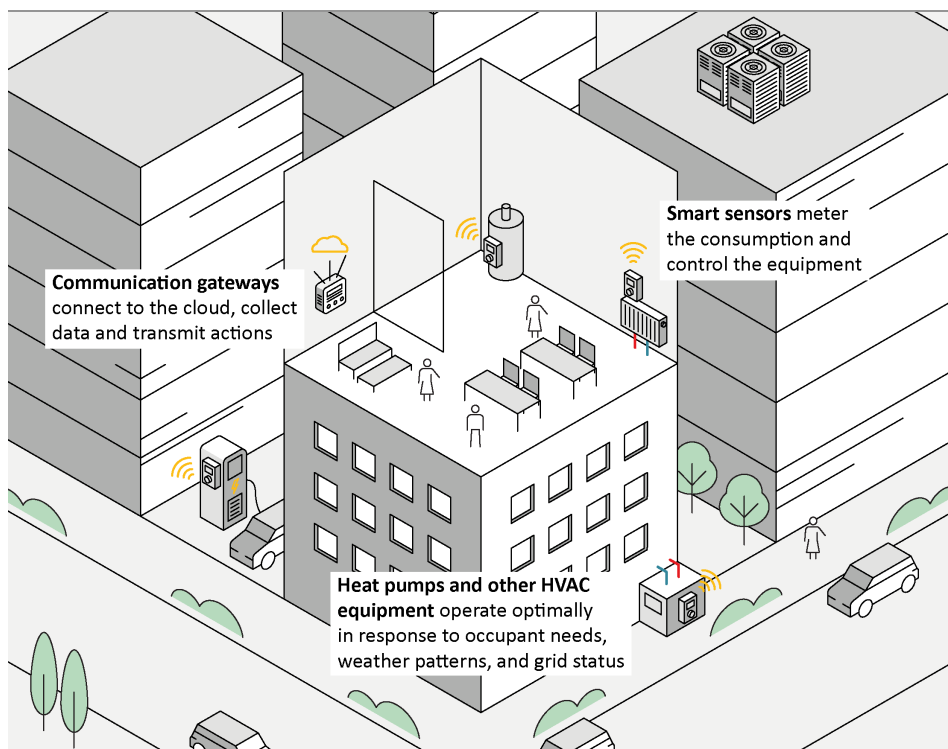 Smart sensors meter
the consumption and
control the equipment
Communication gateways
connect to the cloud, collect
data and transmit actions
Heat pumps and other HVAC
equipment operate optimally
in response to occupant needs,
weather patterns, and grid status